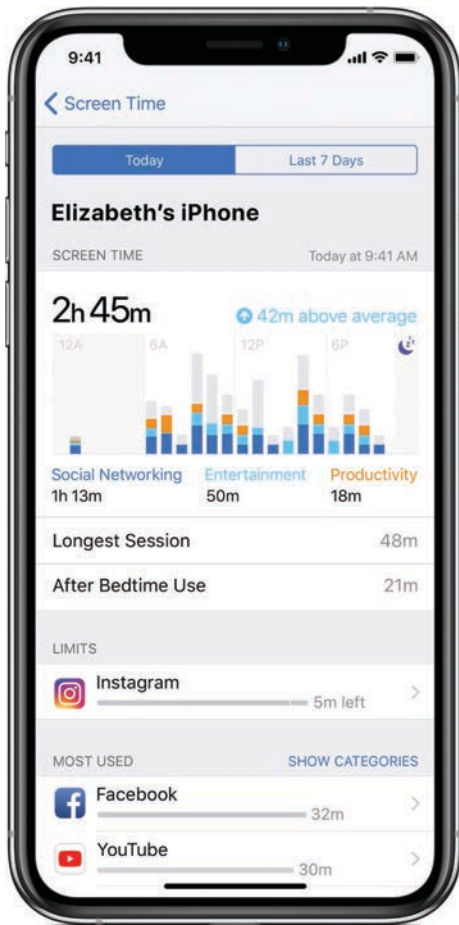 9:41
Screen Time
Today Last 7 Days
Elizabeth's iPhone
SCREEN TIME Today at 9:41 AM
2h 45m 42m above average
12A 6A 12P 6P
Social Networking Entertainment Productivity
1h 13m 50m 18m
Longest Session 48m
After Bedtime Use 21m
LIMITS
Instagram
5m left
MOST USED SHOW CATEGORIES
Facebook
32m
YouTube
30m